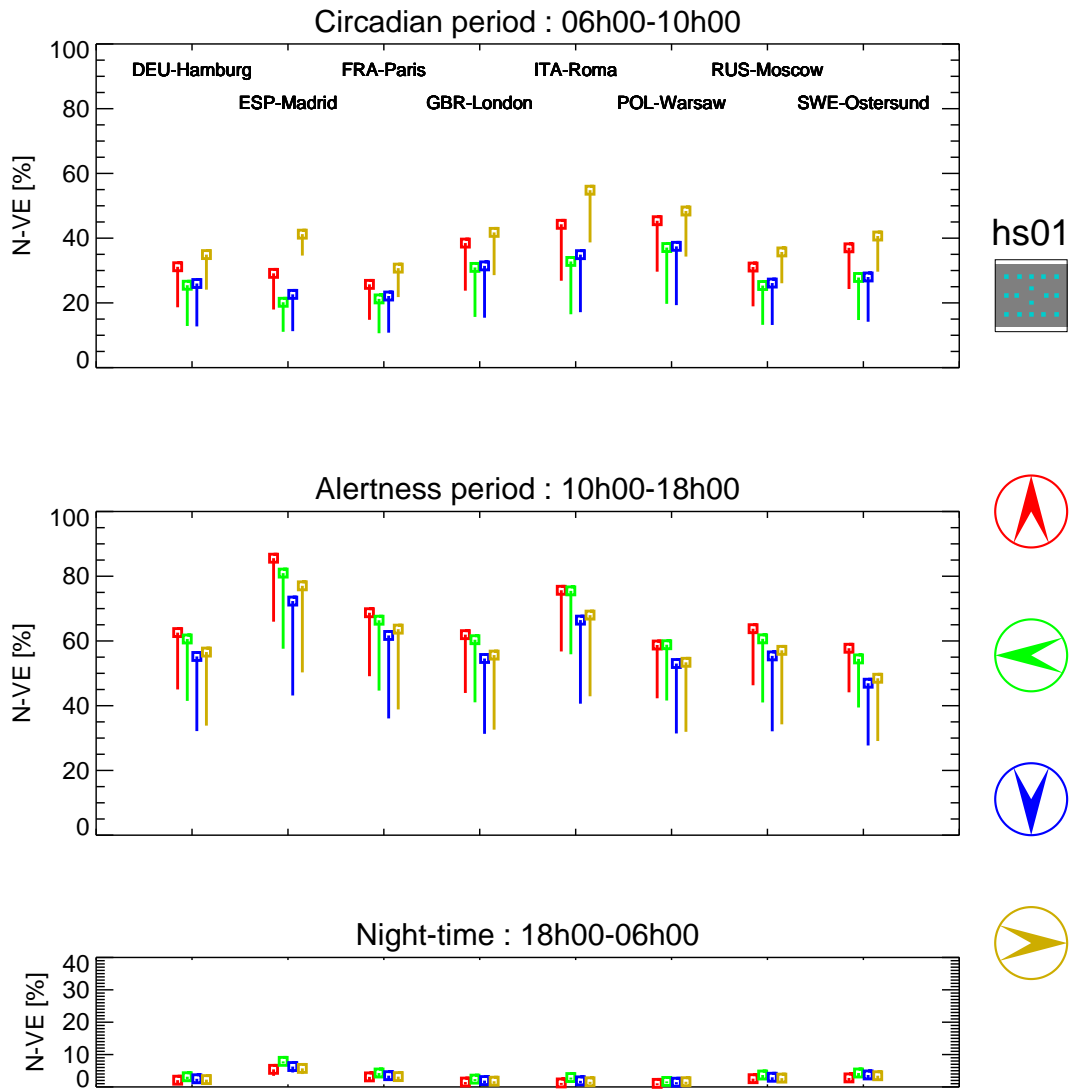 Circadian period : 06h00-10h00
100
80
60
40
20
0
N-VE [%]
DEU-Hamburg
FRA-Paris
ITA-Roma
RUS-Moscow
ESP-Madrid
GBR-London
POL-Warsaw
SWE-Ostersund
hs01
Alertness period : 10h00-18h00
100
80
60
40
20
0
N-VE [%]
Night-time : 18h00-06h00
40
30
20
10
0
N-VE [%]